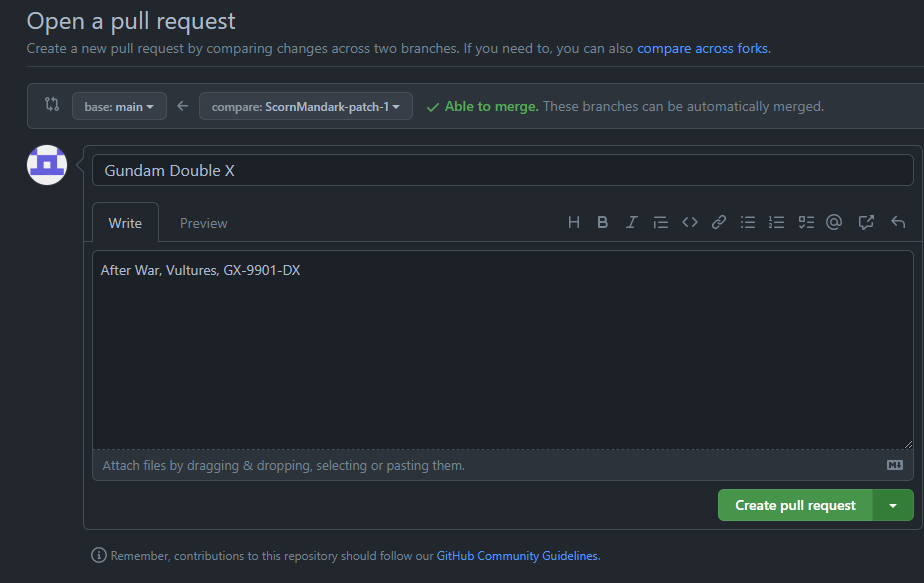 Open a pull request
Create a new pull request by comparing changes across two branches. If you need to, you can also compare across forks.
base: main compare: ScornMandark-patch-1 Able to merge. These branches can be automatically merged.
Gundam Double X
Write Preview
After War, Vultures, GX-9901-DX
Attach files by dragging & dropping, selecting or pasting them.
Create pull request
Remember, contributions to this repository should follow our GitHub Community Guidelines.